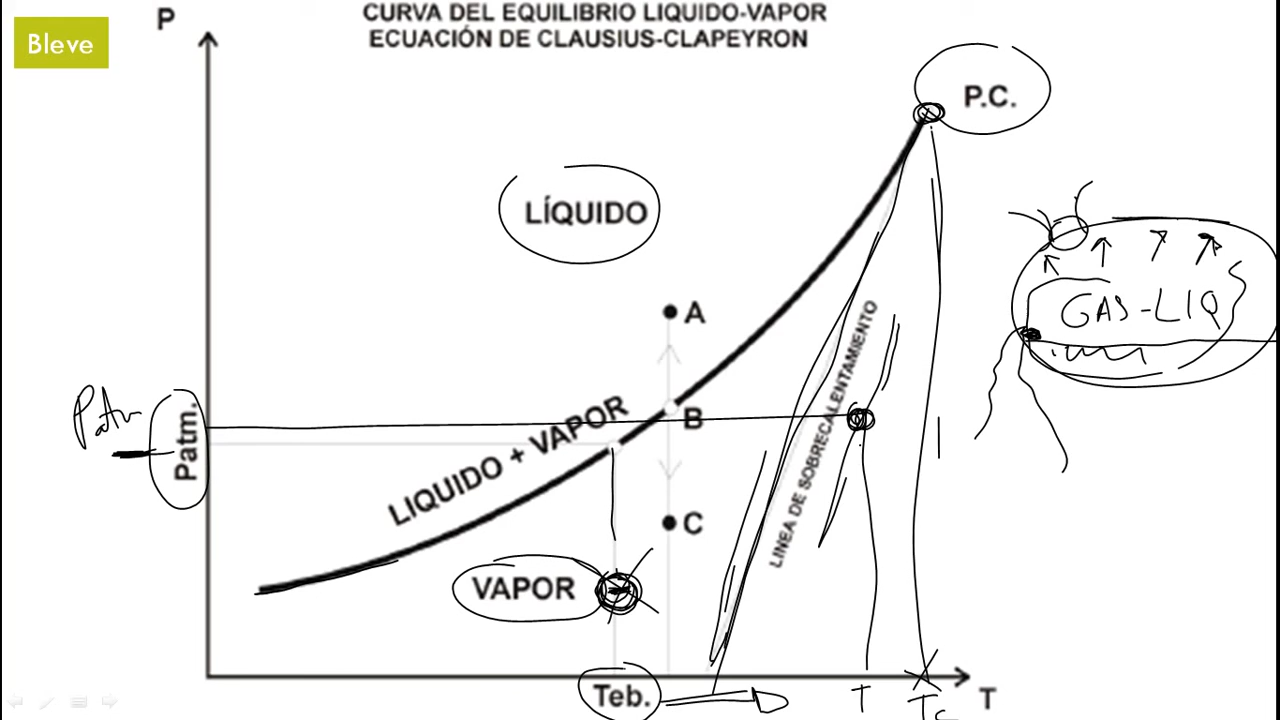 Bleve
P
CURVA DEL EQUILIBRIO LIQUIDO-VAPOR
ECUACIÓN DE CLAUSIUS-CLAPEYRON
P.C.
LÍQUIDO
GAS-LIQ
A
LINEA DE SOBRECALENTAMIENTO
Patm
Patm.
B
LIQUIDO + VAPOR
C
VAPOR
Teb.
T
Tc
T